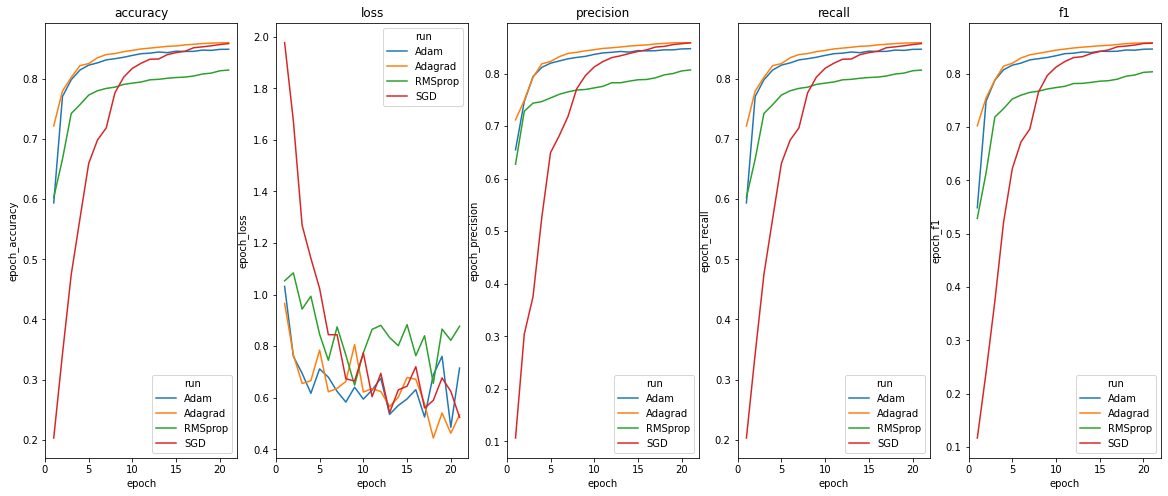 accuracy
epoch_accuracy
0.8
0.7
0.6
0.5
0.4
0.3
0.2
0
5
10
15
20
epoch
run
Adam
Adagrad
RMSprop
SGD
loss
epoch_loss
2.0
1.8
1.6
1.4
1.2
1.0
0.8
0.6
0.4
0
5
10
15
20
epoch
run
Adam
Adagrad
RMSprop
SGD
precision
epoch_precision
0.8
0.7
0.6
0.5
0.4
0.3
0.2
0.1
0
5
10
15
20
epoch
run
Adam
Adagrad
RMSprop
SGD
recall
epoch_recall
0.8
0.7
0.6
0.5
0.4
0.3
0.2
0
5
10
15
20
epoch
run
Adam
Adagrad
RMSprop
SGD
f1
epoch_f1
0.8
0.7
0.6
0.5
0.4
0.3
0.2
0.1
0
5
10
15
20
epoch
run
Adam
Adagrad
RMSprop
SGD